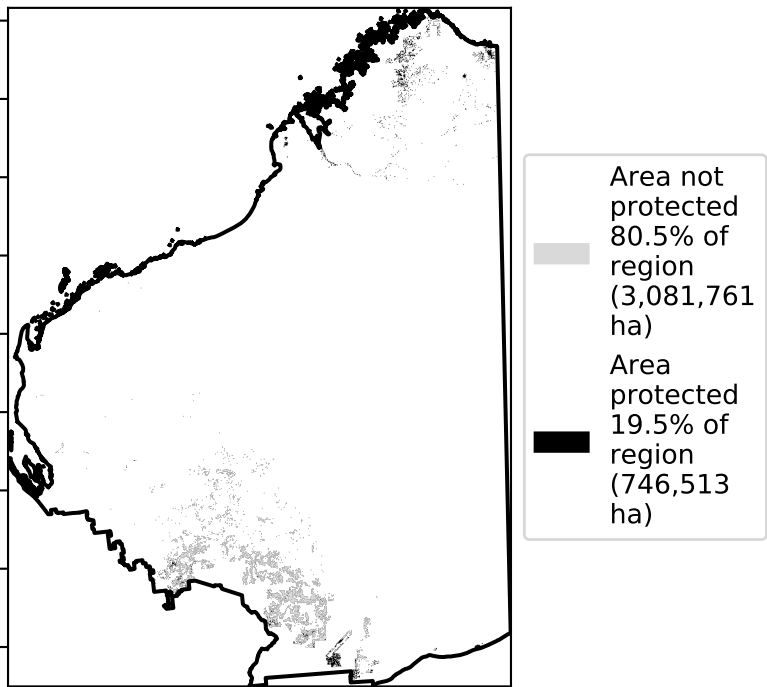 Area not
protected
80.5% of
region
(3,081,761
ha)
Area
protected
19.5% of
region
(746,513
ha)